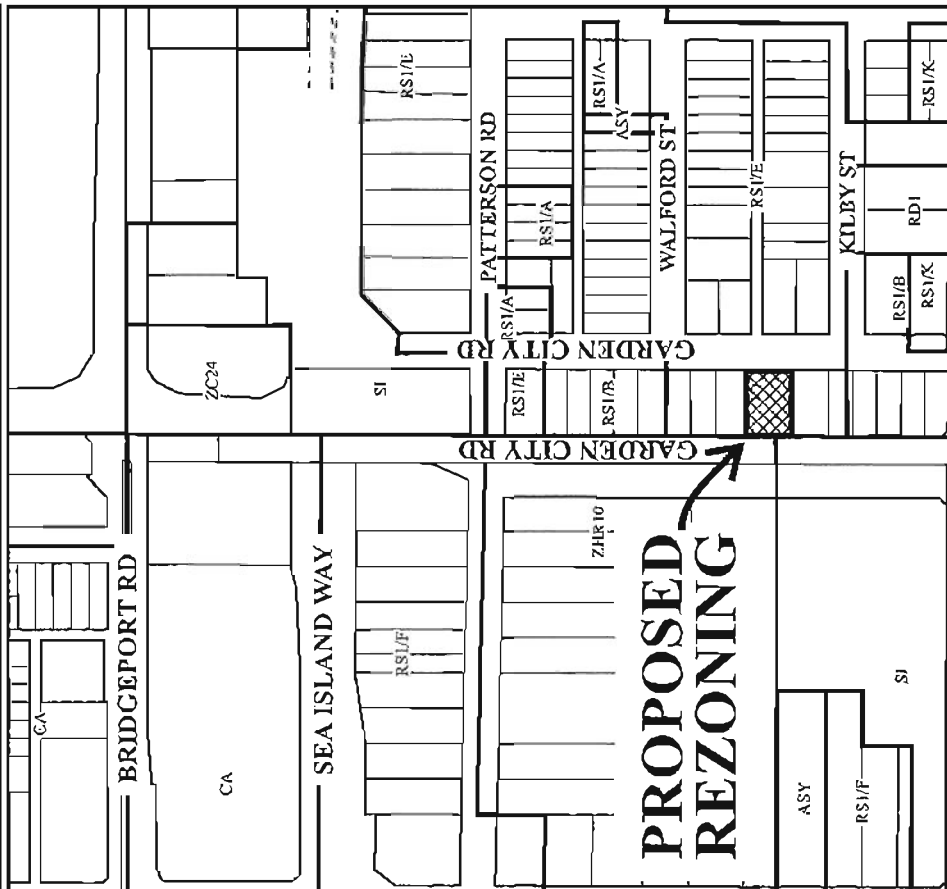 CA
BRIDGEPORT RD
ZC24
CA
SEA ISLAND WAY
SI
RS1/F
RS1/E
PATTERSON RD
RS1/A
RS1/E
RS1/A
GARDEN CITY RD
GARDEN CITY RD
ZHR10
RS1/B
RS1/A
ASY
WALFORD ST
PROPOSED
REZONING
RS1/E
ASY
KILBY ST
RS1/F
SI
RS1/B
RD1
RS1/K
RS1/K